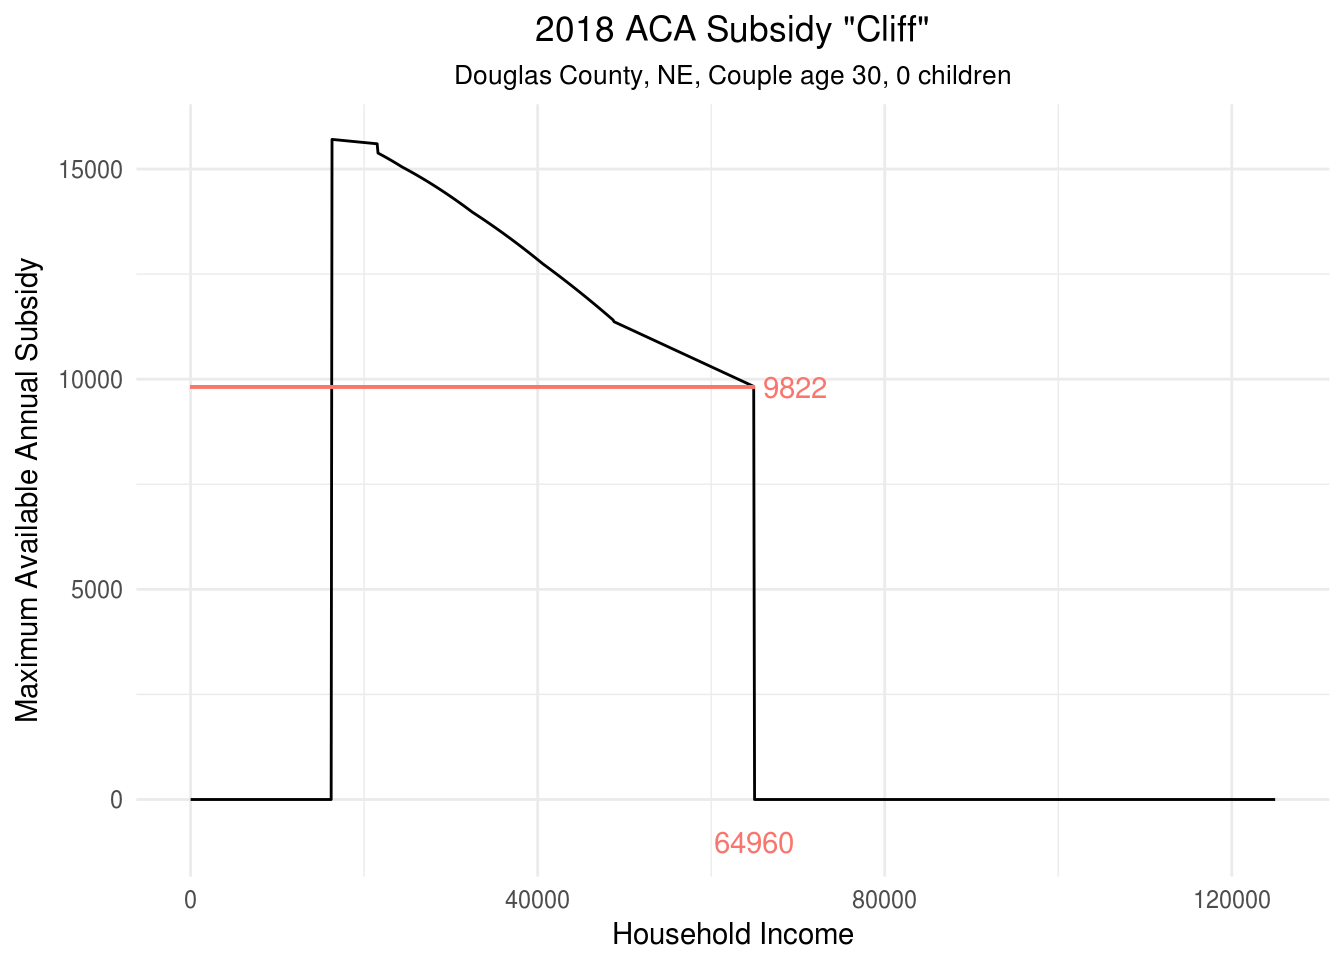 2018 ACA Subsidy "Cliff"
Douglas County, NE, Couple age 30, 0 children
Maximum Available Annual Subsidy
15000
10000
5000
0
9822
64960
0
40000
80000
120000
Household Income